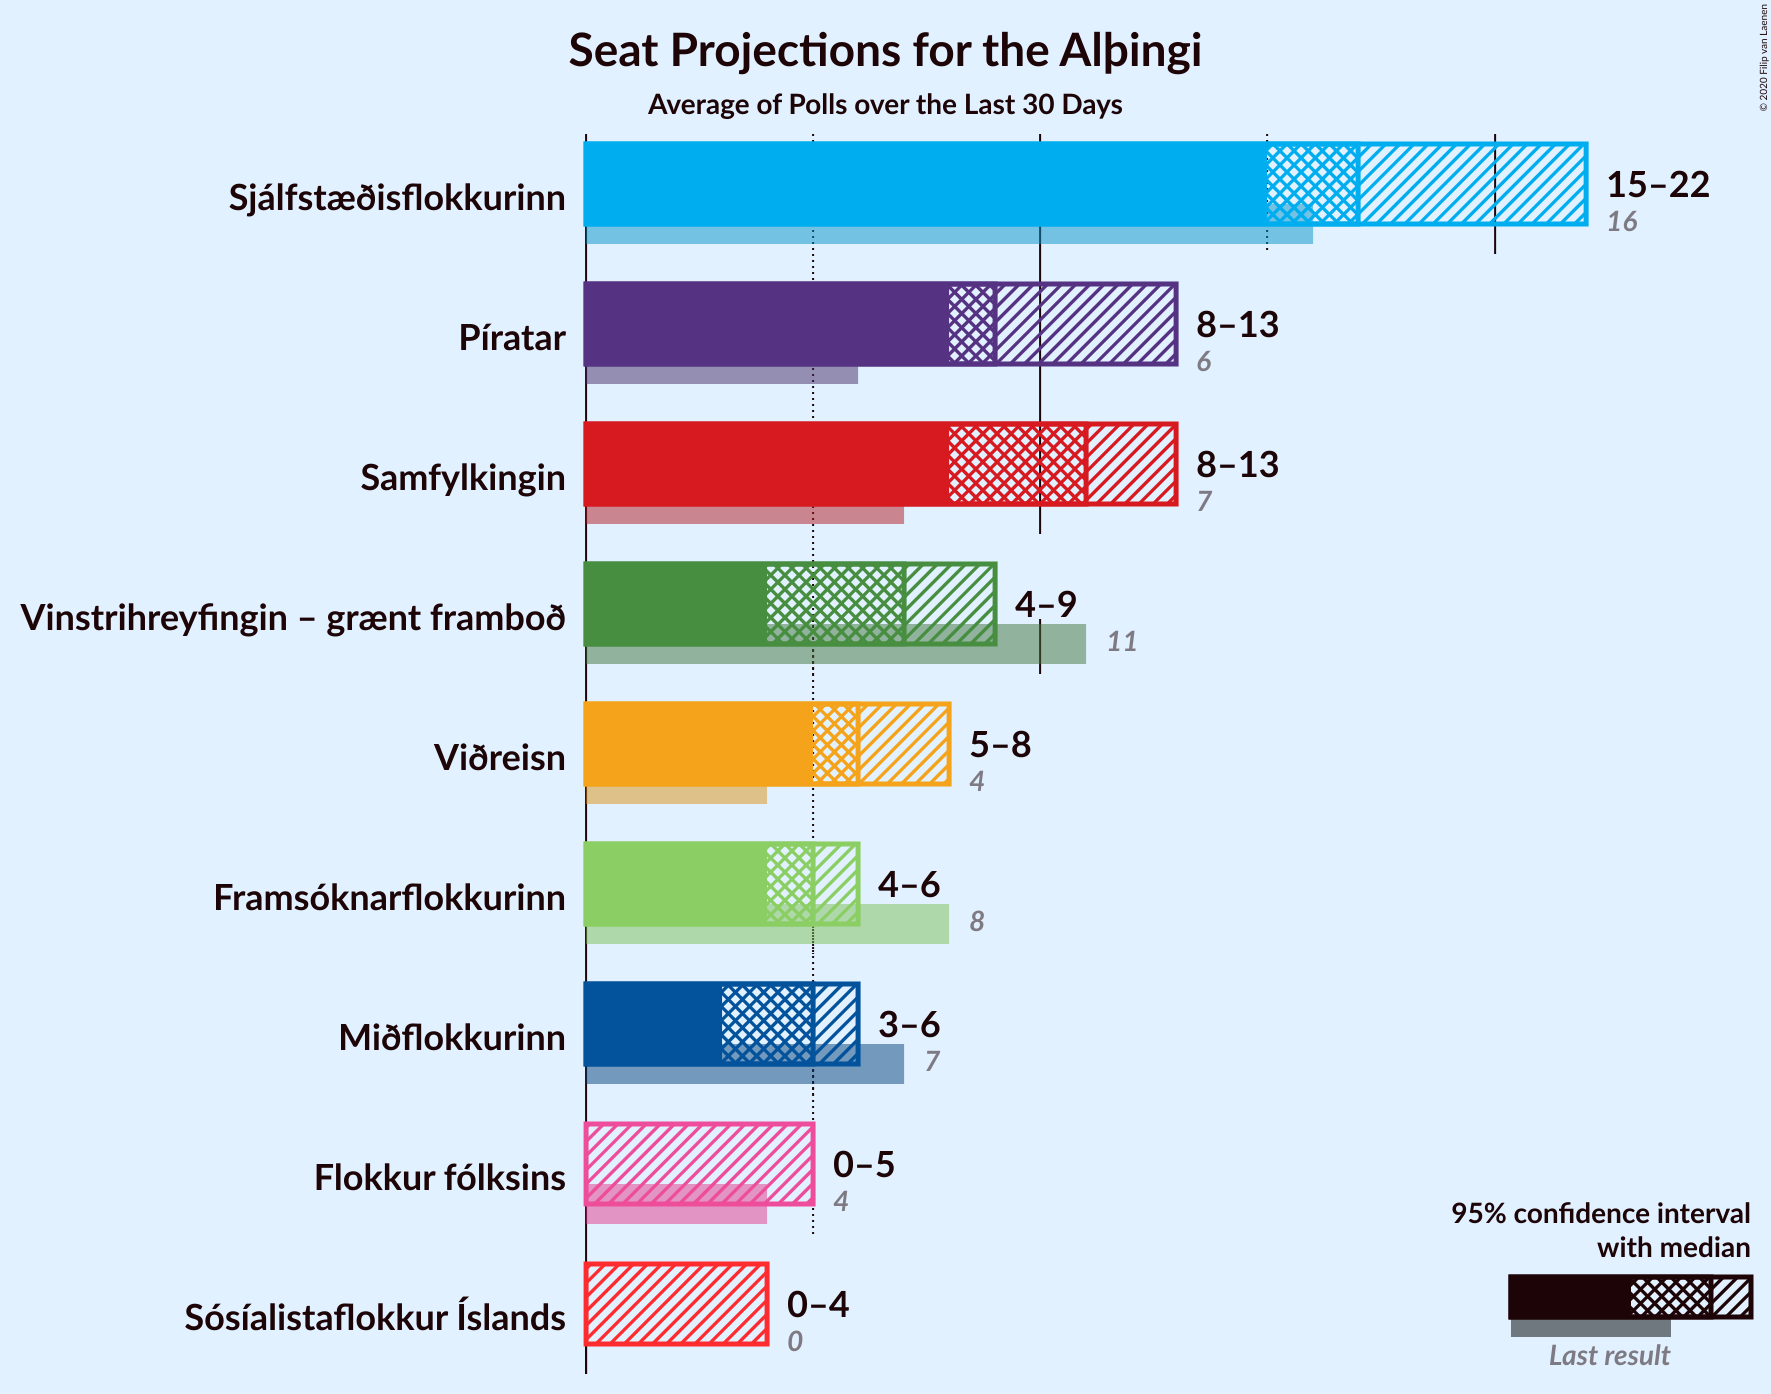 Seat Projections for the Alþingi
Average of Polls over the Last 30 Days
© 2020 Filip van Laenen
Sjálfstæðisflokkurinn
15–22
16
Píratar
8–13
6
Samfylkingin
8–13
7
Vinstrihreyfingin – grænt framboð
4–9
11
Viðreisn
5–8
4
Framsóknarflokkurinn
4–6
8
Miðflokkurinn
3–6
7
Flokkur fólksins
0–5
4
Sósíalistaflokkur Íslands
0–4
0
95% confidence interval
with median
Last result